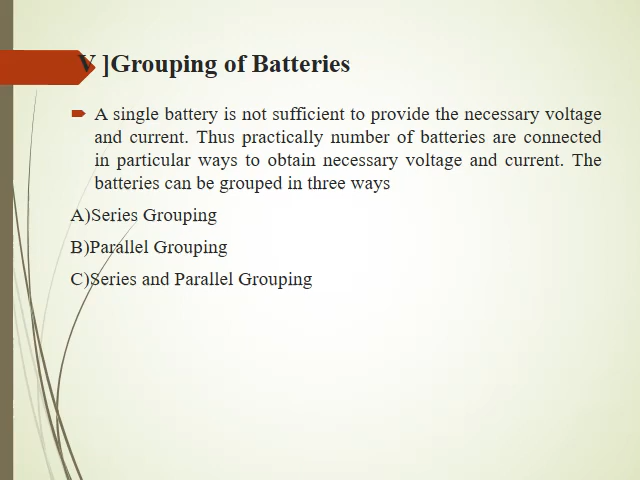 V ]Grouping of Batteries
A single battery is not sufficient to provide the necessary voltage
and current. Thus practically number of batteries are connected
in particular ways to obtain necessary voltage and current. The
batteries can be grouped in three ways
A)Series Grouping
B)Parallel Grouping
C)Series and Parallel Grouping